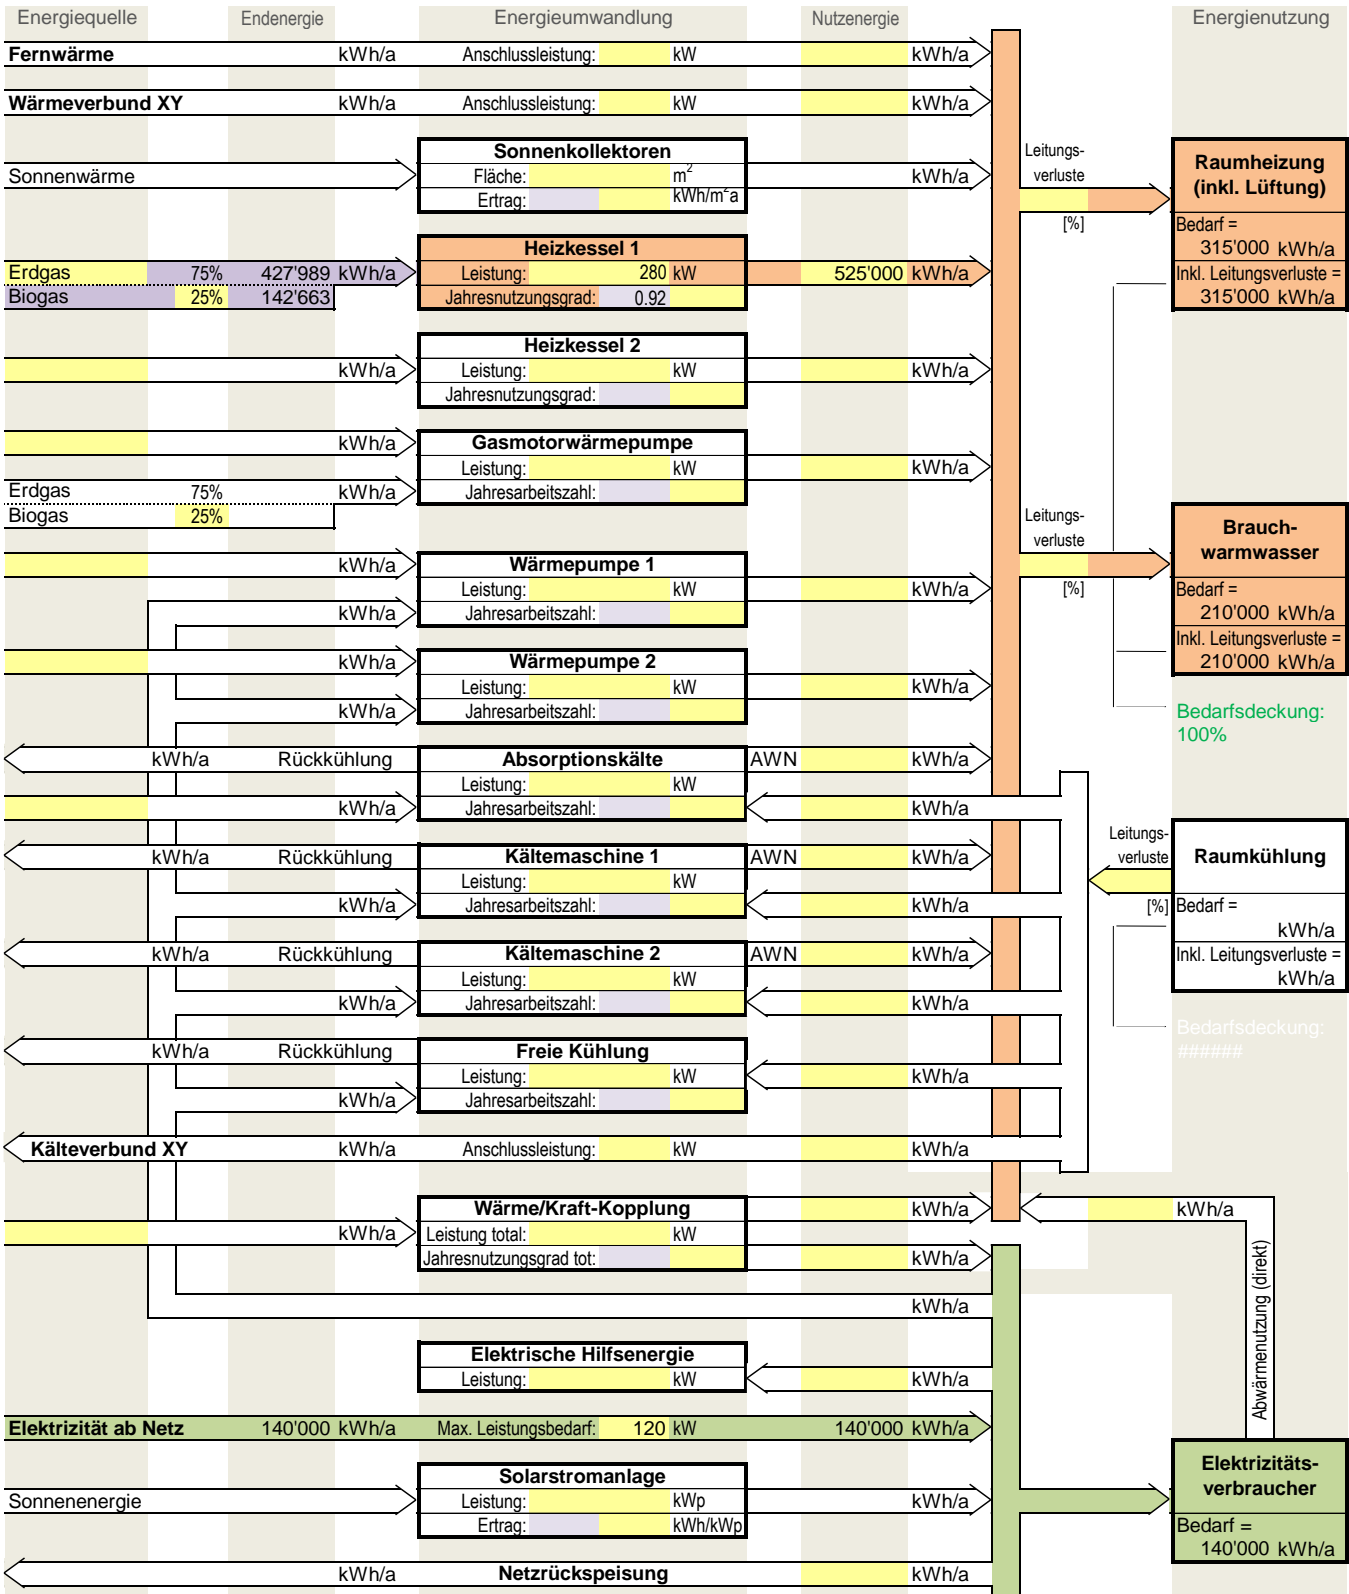 Energiequelle Endenergie Energieumwandlung Nutzenergie Energienutzung
Fernwärme kWh/a Anschlussleistung: kW kWh/a
Wärmeverbund XY kWh/a Anschlussleistung: kW kWh/a
Sonnenkollektoren
Sonnenwärme Fläche: m² kWh/a
Ertrag: kWh/m²a
Leitungs-
verluste
[%]
Raumheizung
(inkl. Lüftung)
Bedarf =
315'000 kWh/a
Inkl. Leitungsverluste =
315'000 kWh/a
Heizkessel 1
Erdgas 75% 427'989 kWh/a Leistung: 280 kW 525'000 kWh/a
Biogas 25% 142'663 Jahresnutzungsgrad: 0.92
Heizkessel 2
kWh/a Leistung: kW kWh/a
Jahresnutzungsgrad:
kWh/a Gasmotorwärmepumpe
Leistung: kW kWh/a
Erdgas 75% kWh/a Jahresarbeitszahl:
Biogas 25%
Leitungs-
verluste
[%]
Brauch-
warmwasser
Bedarf =
210'000 kWh/a
Inkl. Leitungsverluste =
210'000 kWh/a
Bedarfsdeckung:
100%
kWh/a Wärmepumpe 1
Leistung: kW kWh/a
kWh/a Jahresarbeitszahl:
kWh/a Wärmepumpe 2
Leistung: kW kWh/a
kWh/a Jahresarbeitszahl:
kWh/a Rückkühlung Absorptionskälte AWN kWh/a
Leistung: kW
kWh/a Jahresarbeitszahl: kWh/a
kWh/a Rückkühlung Kältemaschine 1 AWN kWh/a
Leistung: kW
kWh/a Jahresarbeitszahl: kWh/a
Leitungs-
verluste
[%]
Raumkühlung
Bedarf =
kWh/a
Inkl. Leitungsverluste =
kWh/a
Bedarfsdeckung:
######
kWh/a Rückkühlung Kältemaschine 2 AWN kWh/a
Leistung: kW
kWh/a Jahresarbeitszahl: kWh/a
kWh/a Rückkühlung Freie Kühlung
Leistung: kW kWh/a
kWh/a Jahresarbeitszahl:
Kälteverbund XY kWh/a Anschlussleistung: kW kWh/a
Wärme/Kraft-Kopplung kWh/a kWh/a
kWh/a Leistung total: kW
Jahresnutzungsgrad tot: kWh/a
kWh/a
Abwärmenutzung (direkt)
Elektrische Hilfsenergie
Leistung: kW kWh/a
Elektrizität ab Netz 140'000 kWh/a Max. Leistungsbedarf: 120 kW 140'000 kWh/a
Solarstromanlage
Sonnenenergie Leistung: kWp kWh/a
Ertrag: kWh/kWp
Elektrizitäts-
verbraucher
Bedarf =
140'000 kWh/a
kWh/a Netzrückspeisung kWh/a